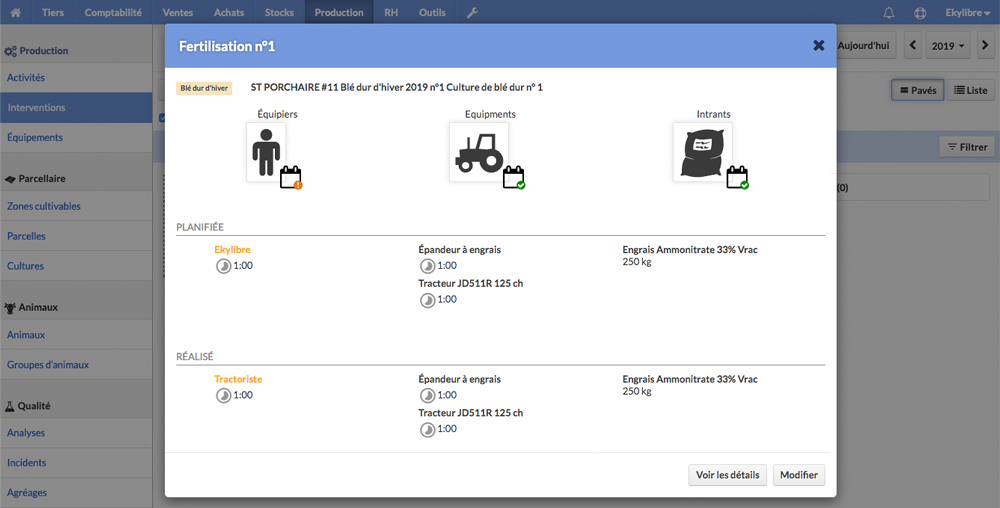 Tiers Comptabilité Ventes Achats Stocks Production RH Outils Ekylibre
Production
Activités
Interventions
Équipements
Parcellaire
Zones cultivables
Parcelles
Cultures
Animaux
Animaux
Groupes d'animaux
Qualité
Analyses
Incidents
Agréages
Aujourd'hui 2019
Pavés Liste
Filtrer
(0)
Fertilisation n°1
Blé dur d'hiver ST PORCHAIRE #11 Blé dur d'hiver 2019 n°1 Culture de blé dur n° 1
Équipiers Equipments Intrants
PLANIFIÉE
Ekylibre Épandeur à engrais Engrais Ammonitrate 33% Vrac
1:00 1:00 250 kg
Tracteur JD511R 125 ch
1:00
RÉALISÉ
Tractoriste Épandeur à engrais Engrais Ammonitrate 33% Vrac
1:00 1:00 250 kg
Tracteur JD511R 125 ch
1:00
Voir les détails Modifier